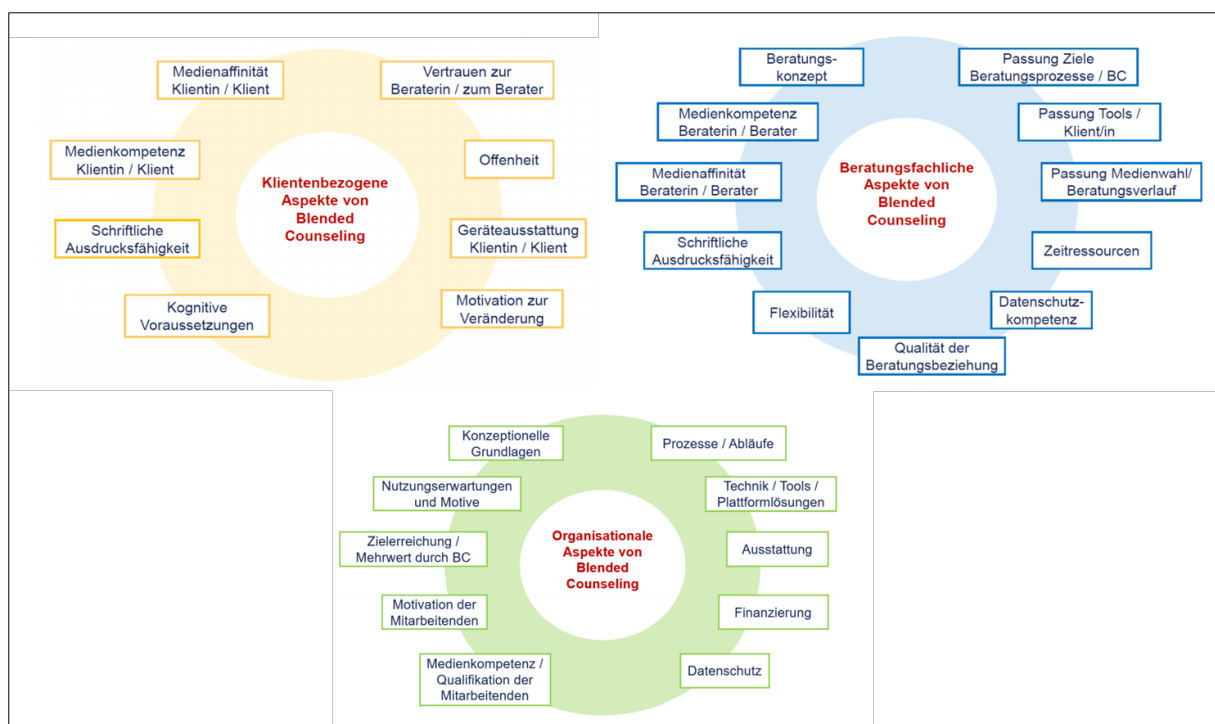 Medienaffinität
Klientin / Klient
Vertrauen zur
Beraterin / zum Berater
Medienkompetenz
Klientin / Klient
Offenheit
Klientenbezogene
Aspekte von
Blended
Counseling
Schriftliche
Ausdrucksfähigkeit
Geräteausstattung
Klientin / Klient
Kognitive
Voraussetzungen
Motivation zur
Veränderung
Beratungs-
konzept
Passung Ziele
Beratungsprozesse / BC
Medienkompetenz
Beraterin / Berater
Passung Tools /
Klient/in
Medienaffinität
Beraterin / Berater
Beratungsfachliche
Aspekte von
Blended
Counseling
Passung Medienwahl/
Beratungsverlauf
Schriftliche
Ausdrucksfähigkeit
Zeitressourcen
Flexibilität
Datenschutz-
kompetenz
Qualität der
Beratungsbeziehung
Konzeptionelle
Grundlagen
Prozesse / Abläufe
Nutzungserwartungen
und Motive
Technik / Tools /
Plattformlösungen
Zielerreichung /
Mehrwert durch BC
Organisationale
Aspekte von
Blended
Counseling
Ausstattung
Motivation der
Mitarbeitenden
Finanzierung
Medienkompetenz /
Qualifikation der
Mitarbeitenden
Datenschutz